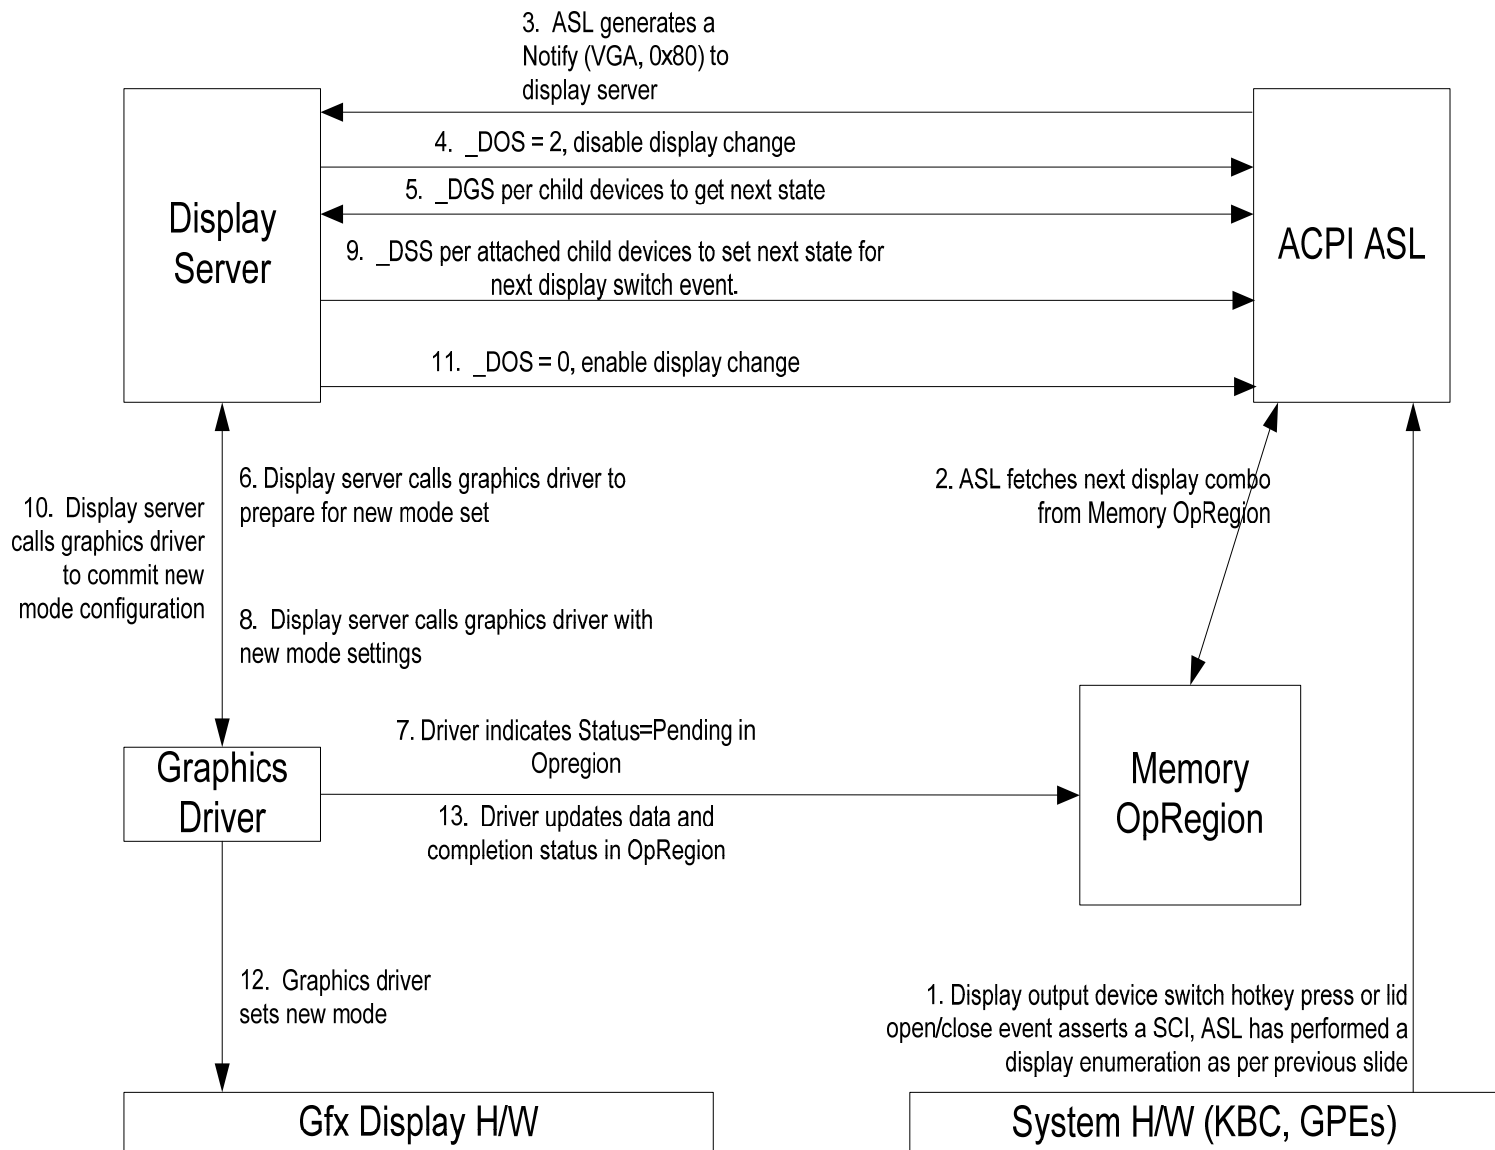 3.  ASL generates a
Notify (VGA, 0x80) to
display server
4.  _DOS = 2, disable display change
5.  _DGS per child devices to get next state
Display
Server
ACPI ASL
9.  _DSS per attached child devices to set next state for
next display switch event.
11.  _DOS = 0, enable display change
6. Display server calls graphics driver to
prepare for new mode set
10.  Display server
calls graphics driver
to commit new
mode configuration
2. ASL fetches next display combo
from Memory OpRegion
8.  Display server calls graphics driver with
new mode settings
7. Driver indicates Status=Pending in
Opregion
Graphics
Driver
Memory
OpRegion
13.  Driver updates data and
completion status in OpRegion
12.  Graphics driver
sets new mode
1. Display output device switch hotkey press or lid
open/close event asserts a SCI, ASL has performed a
display enumeration as per previous slide
Gfx Display H/W
System H/W (KBC, GPEs)